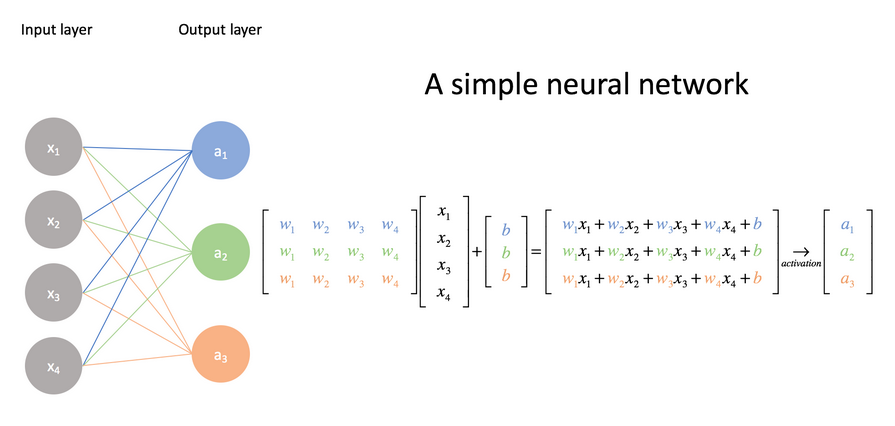 Input layer
Output layer
A simple neural network
x₁
x₂
x₃
x₄
a₁
a₂
a₃
w₁ w₂ w₃ w₄
w₁ w₂ w₃ w₄
w₁ w₂ w₃ w₄
x₁
x₂
x₃
x₄
+
b
b
b
=
w₁x₁ + w₂x₂ + w₃x₃ + w₄x₄ + b
w₁x₁ + w₂x₂ + w₃x₃ + w₄x₄ + b
w₁x₁ + w₂x₂ + w₃x₃ + w₄x₄ + b
→
activation
a₁
a₂
a₃